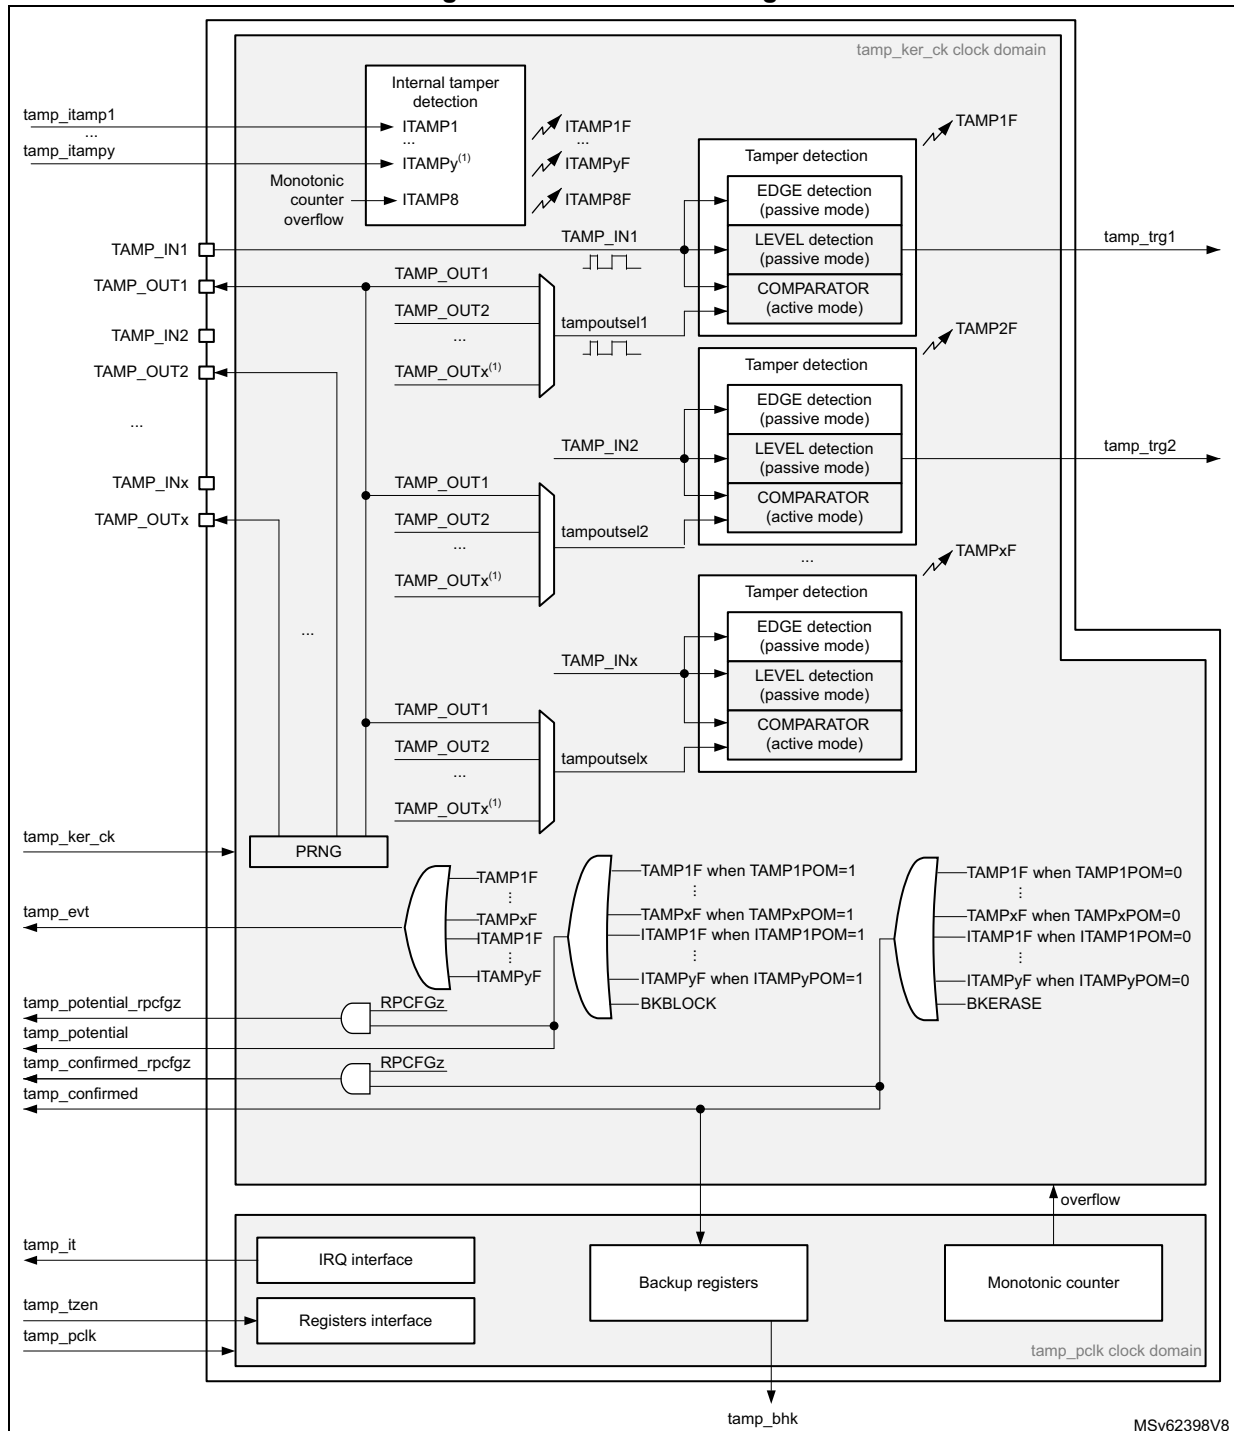 tamp_ker_ck clock domain
Internal tamper
detection
tamp_itamp1
...
tamp_itampy
ITAMP1
...
ITAMPy(1)
Monotonic
counter
overflow
ITAMP8
ITAMP1F
...
ITAMPyF
ITAMP8F
TAMP1F
Tamper detection
EDGE detection
(passive mode)
LEVEL detection
(passive mode)
COMPARATOR
(active mode)
tamp_trg1
TAMP_IN1
TAMP_OUT1
TAMP_IN2
TAMP_OUT2
...
TAMP_INx
TAMP_OUTx
TAMP_IN1
TAMP_OUT1
TAMP_OUT2
...
TAMP_OUTx(1)
tampoutsel1
TAMP2F
Tamper detection
EDGE detection
(passive mode)
LEVEL detection
(passive mode)
COMPARATOR
(active mode)
tamp_trg2
TAMP_IN2
TAMP_OUT1
TAMP_OUT2
...
TAMP_OUTx(1)
tampoutsel2
...
TAMPxF
Tamper detection
EDGE detection
(passive mode)
LEVEL detection
(passive mode)
COMPARATOR
(active mode)
...
TAMP_INx
TAMP_OUT1
TAMP_OUT2
...
TAMP_OUTx(1)
tampoutselx
tamp_ker_ck
PRNG
tamp_evt
TAMP1F
⋮
TAMPxF
ITAMP1F
⋮
ITAMPyF
TAMP1F when TAMP1POM=1
⋮
TAMPxF when TAMPxPOM=1
ITAMP1F when ITAMP1POM=1
⋮
ITAMPyF when ITAMPyPOM=1
BKBLOCK
TAMP1F when TAMP1POM=0
⋮
TAMPxF when TAMPxPOM=0
ITAMP1F when ITAMP1POM=0
⋮
ITAMPyF when ITAMPyPOM=0
BKERASE
tamp_potential_rpcfgz
RPCFGz
tamp_potential
tamp_confirmed_rpcfgz
RPCFGz
tamp_confirmed
overflow
tamp_it
IRQ interface
Backup registers
Monotonic counter
tamp_tzen
Registers interface
tamp_pclk
tamp_pclk clock domain
tamp_bhk
MSv62398V8